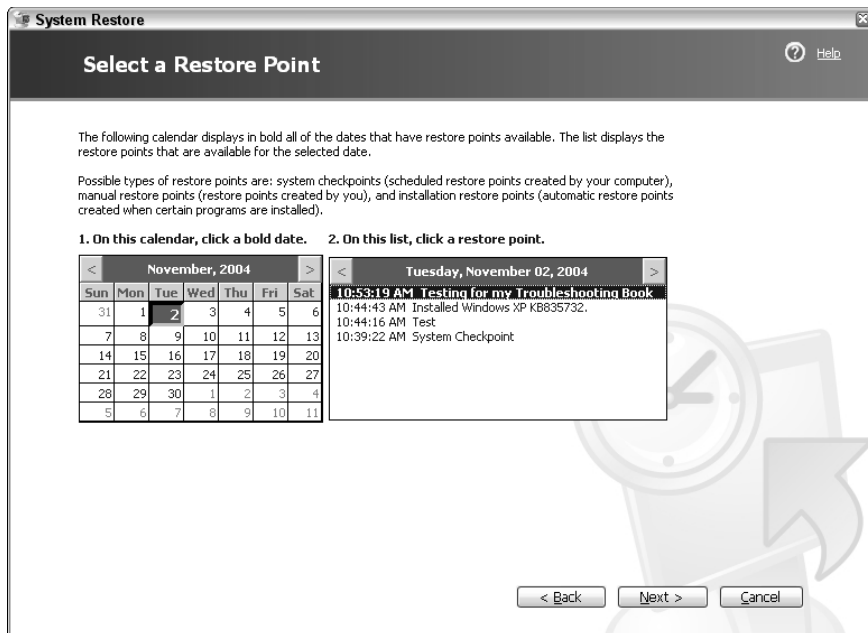 System Restore
Select a Restore Point
? Help
The following calendar displays in bold all of the dates that have restore points available. The list displays the
restore points that are available for the selected date.
Possible types of restore points are: system checkpoints (scheduled restore points created by your computer),
manual restore points (restore points created by you), and installation restore points (automatic restore points
created when certain programs are installed).
1. On this calendar, click a bold date. 2. On this list, click a restore point.
< November, 2004 >
Sun Mon Tue Wed Thu Fri Sat
31 1 2 3 4 5 6
7 8 9 10 11 12 13
14 15 16 17 18 19 20
21 22 23 24 25 26 27
28 29 30 1 2 3 4
5 6 7 8 9 10 11
< Tuesday, November 02, 2004 >
10:53:19 AM Testing for my Troubleshooting Book
10:44:43 AM Installed Windows XP KB835732.
10:44:16 AM Test
10:39:22 AM System Checkpoint
< Back Next > Cancel